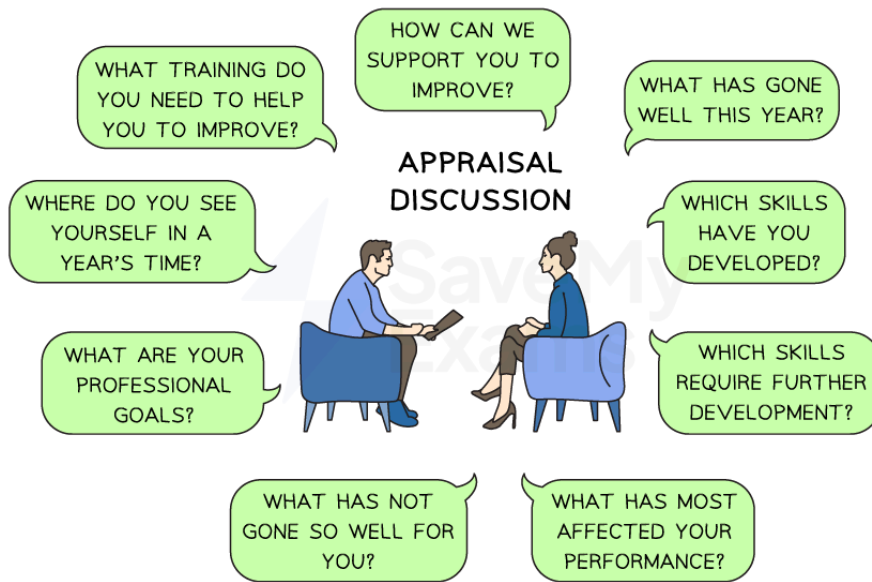 HOW CAN WE
SUPPORT YOU TO
IMPROVE?
WHAT TRAINING DO
YOU NEED TO HELP
YOU TO IMPROVE?
WHAT HAS GONE
WELL THIS YEAR?
APPRAISAL
DISCUSSION
WHERE DO YOU SEE
YOURSELF IN A
YEAR'S TIME?
WHICH SKILLS
HAVE YOU
DEVELOPED?
SaveMy
Exams
WHAT ARE YOUR
PROFESSIONAL
GOALS?
WHICH SKILLS
REQUIRE FURTHER
DEVELOPMENT?
WHAT HAS NOT
GONE SO WELL FOR
YOU?
WHAT HAS MOST
AFFECTED YOUR
PERFORMANCE?